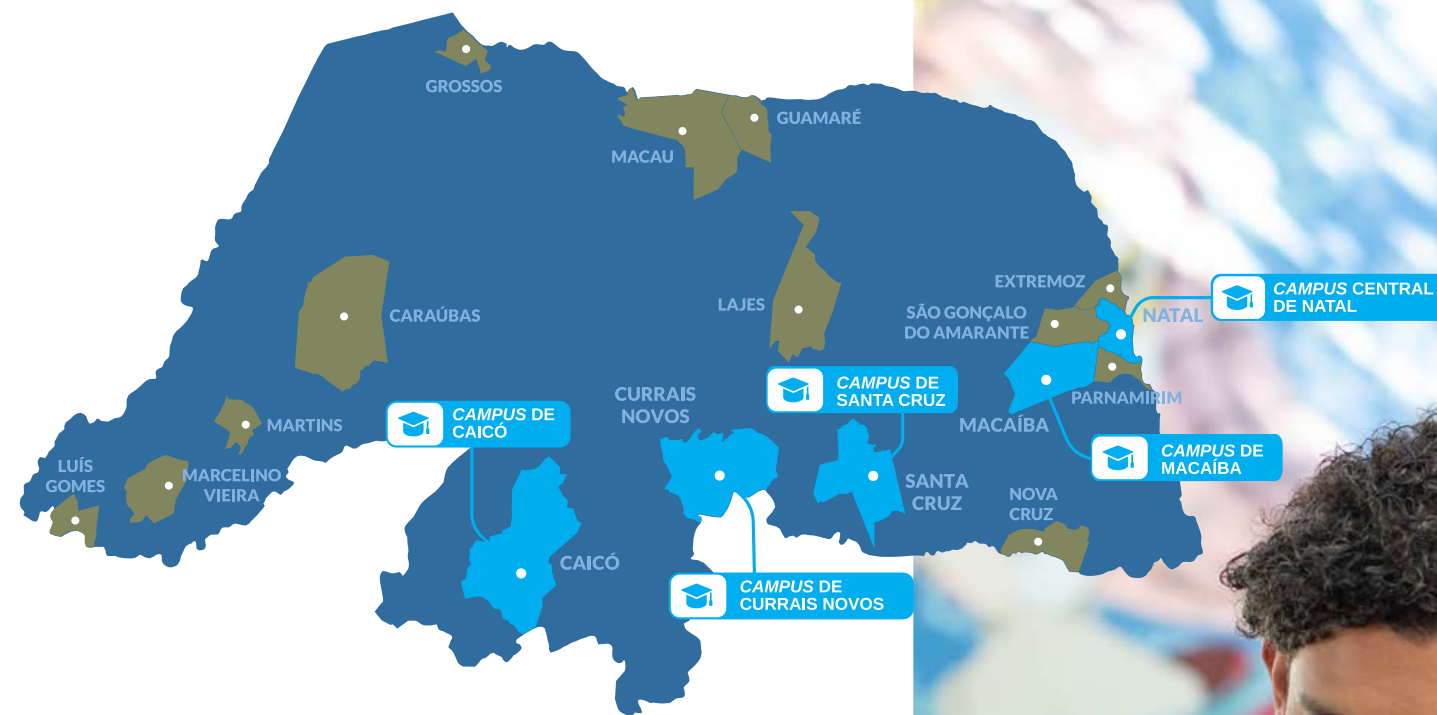 GROSSOS
GUAMARÉ
MACAU
EXTREMOZ
CAMPUS CENTRAL
DE NATAL
LAJES
SÃO GONÇALO
DO AMARANTE
NATAL
CARAÚBAS
CAMPUS DE
SANTA CRUZ
CURRAIS
NOVOS
PARNAMIRIM
MARTINS
CAMPUS DE
CAICÓ
MACAÍBA
CAMPUS DE
MACAÍBA
LUÍS
GOMES
MARCELINO
VIEIRA
SANTA
CRUZ
NOVA
CRUZ
CAICÓ
CAMPUS DE
CURRAIS NOVOS